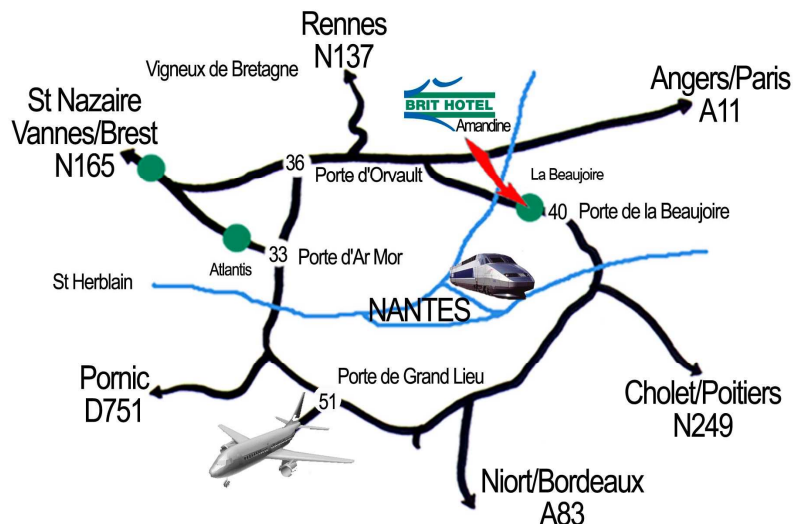 Rennes
N137
Vigneux de Bretagne
BRIT HOTEL
Amandine
Angers/Paris
A11
St Nazaire
Vannes/Brest
N165
36
Porte d'Orvault
La Beaujoire
40
Porte de la Beaujoire
33
Porte d'Ar Mor
Atlantis
St Herblain
NANTES
Pornic
D751
Porte de Grand Lieu
51
Cholet/Poitiers
N249
Niort/Bordeaux
A83